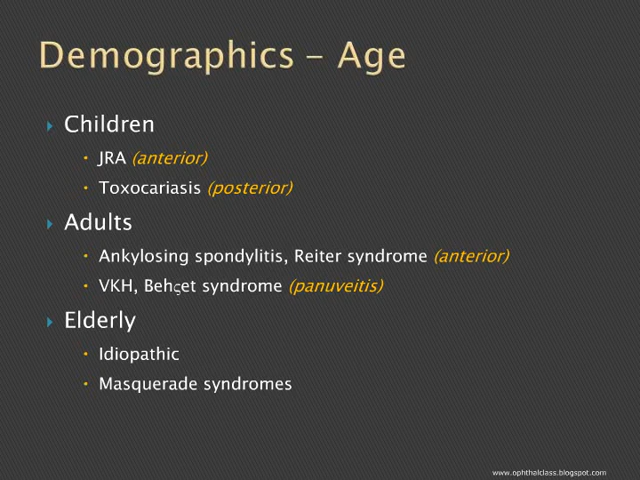 Demographics – Age
Children
JRA (anterior)
Toxocariasis (posterior)
Adults
Ankylosing spondylitis, Reiter syndrome (anterior)
VKH, Behςet syndrome (panuveitis)
Elderly
Idiopathic
Masquerade syndromes
www.ophthalclass.blogspot.com